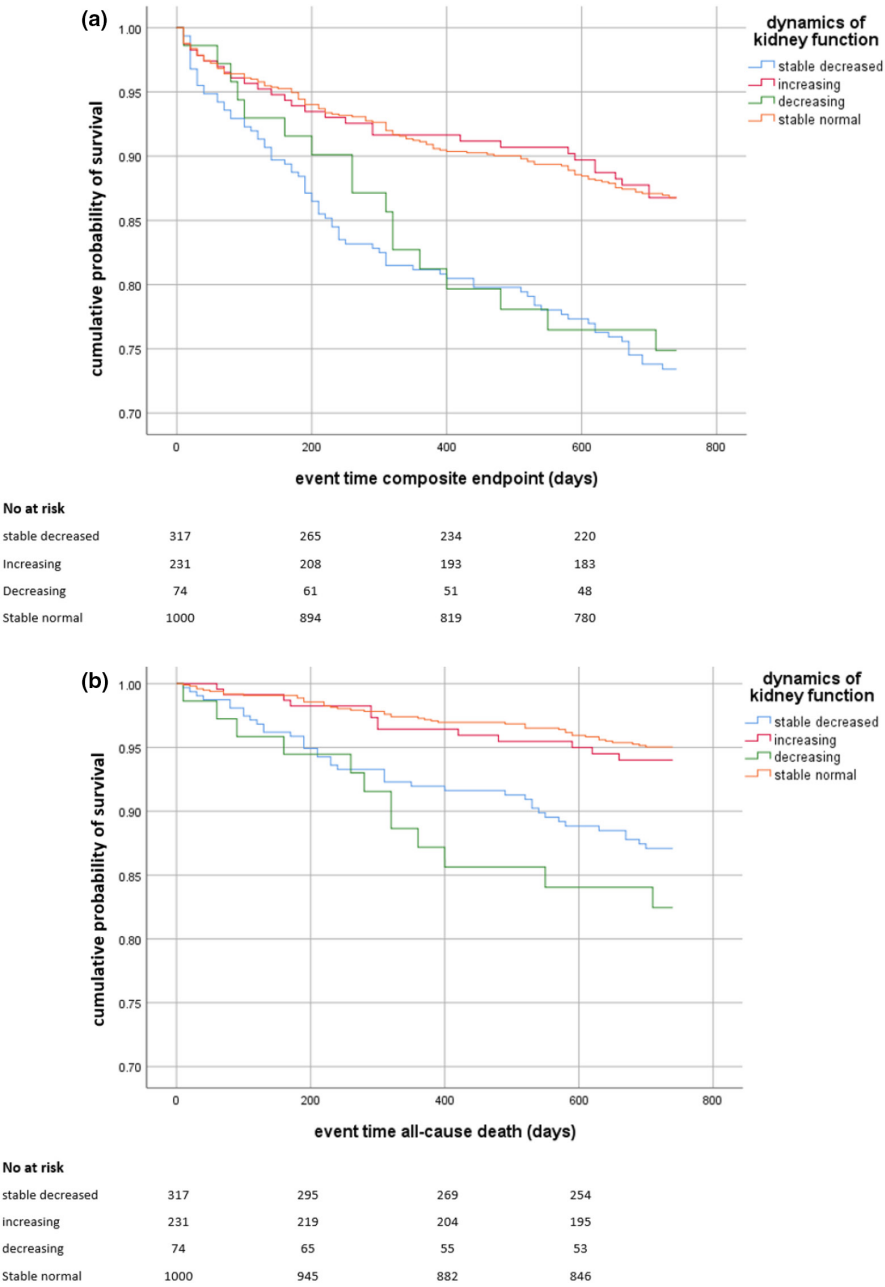 (a)
dynamics of
kidney function
stable decreased
increasing
decreasing
stable normal
1.00
0.95
0.90
0.85
0.80
0.75
0.70
cumulative probability of survival
0 200 400 600 800
event time composite endpoint (days)
No at risk
stable decreased 317 265 234 220
Increasing 231 208 193 183
Decreasing 74 61 51 48
Stable normal 1000 894 819 780
(b)
dynamics of
kidney function
stable decreased
increasing
decreasing
stable normal
1.00
0.95
0.90
0.85
0.80
0.75
0.70
cumulative probability of survival
0 200 400 600 800
event time all-cause death (days)
No at risk
stable decreased 317 295 269 254
increasing 231 219 204 195
decreasing 74 65 55 53
Stable normal 1000 945 882 846